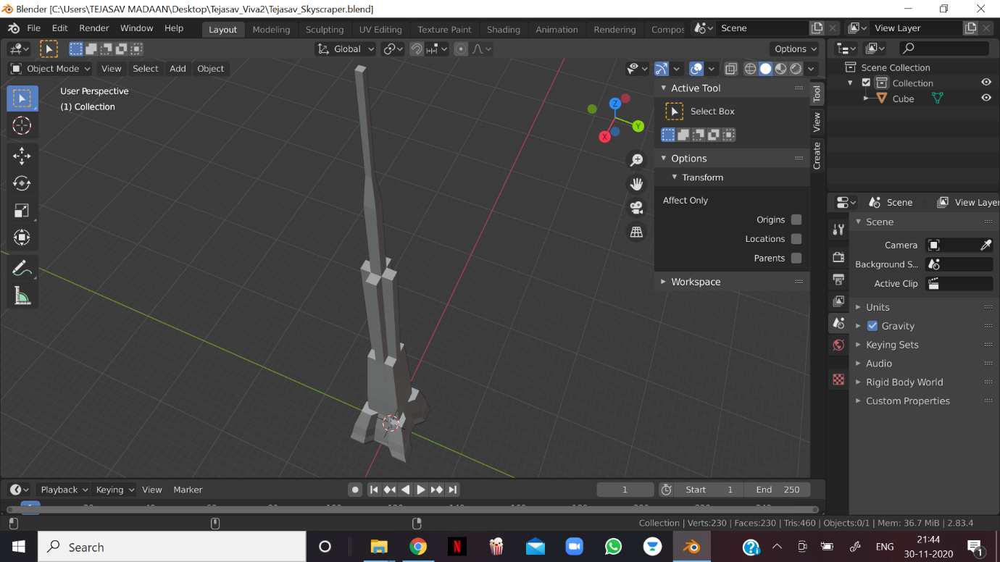 Blender [C:\Users\TEJASAV MADAAN\Desktop\Tejasav_Viva2\Tejasav_Skyscraper.blend]
File Edit Render Window Help Layout Modeling Sculpting UV Editing Texture Paint Shading Animation Rendering Compos Scene View Layer
Global Options
Object Mode View Select Add Object
User Perspective
(1) Collection
Z
Y
X
Active Tool
Select Box
Options
Transform
Affect Only
Origins
Locations
Parents
Workspace
Tool
View
Create
Scene Collection
Collection
Cube
Scene View Layer
Scene
Camera
Background S...
Active Clip
Units
Gravity
Keying Sets
Audio
Rigid Body World
Custom Properties
Playback Keying View Marker 1 Start 1 End 250
Collection | Verts:230 | Faces:230 | Tris:460 | Objects:0/1 | Mem: 36.7 MiB | 2.83.4
Search
N
ENG
21:44
30-11-2020
1